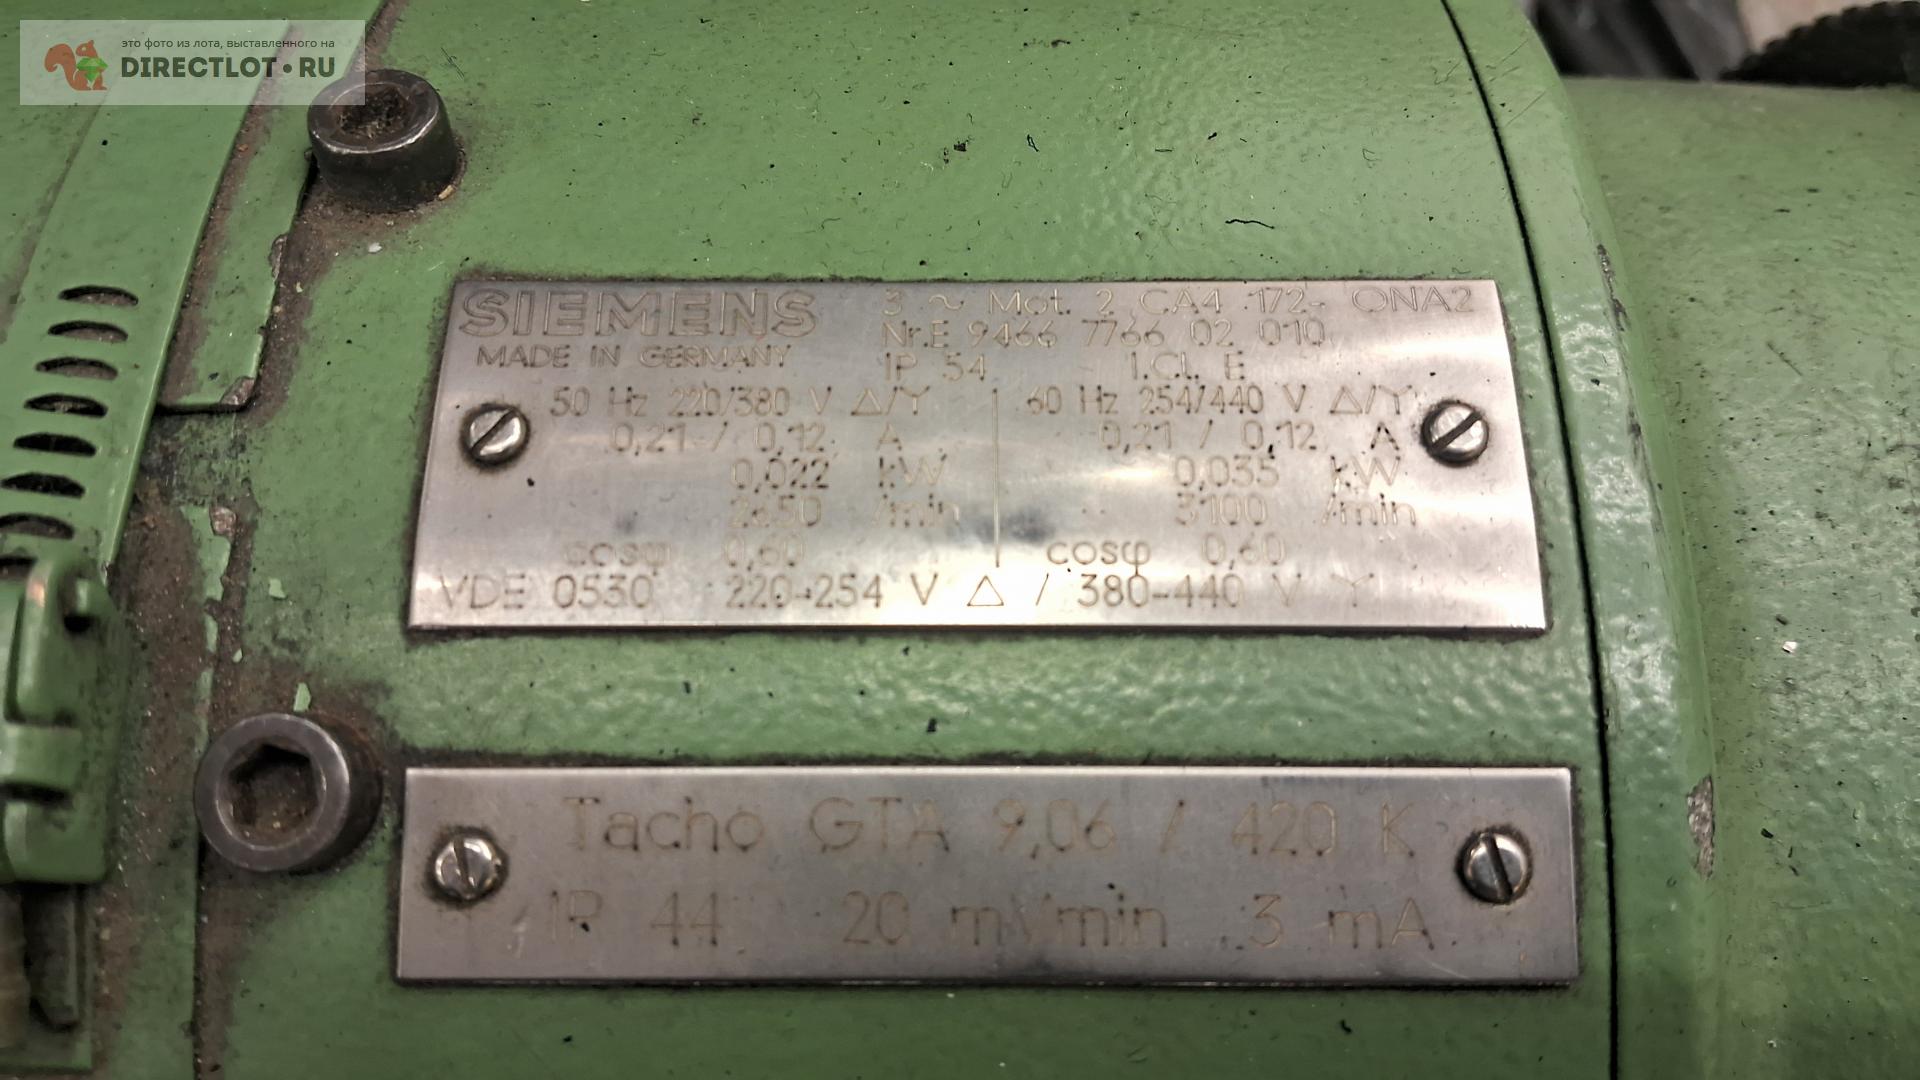 это фото из лота, выставленного на
DIRECTLOT•RU
SIEMENS 3 ~ Mot. 2 CA4 172- ONA2
Nr.E 9466 7766 02 010
MADE IN GERMANY IP 54 I.Cl. E
50 Hz 220/380 V △/Y 60 Hz 254/440 V △/Y
0,21 / 0,12 A 0,21 / 0,12 A
0,022 kW 0,035 kW
2650 /min 3100 /min
cosφ 0,60 cosφ 0,60
VDE 0530 220-254 V △ / 380-440 V Y
Tacho GTA 9,06 / 420 K
IP 44 20 mVmin 3 mA